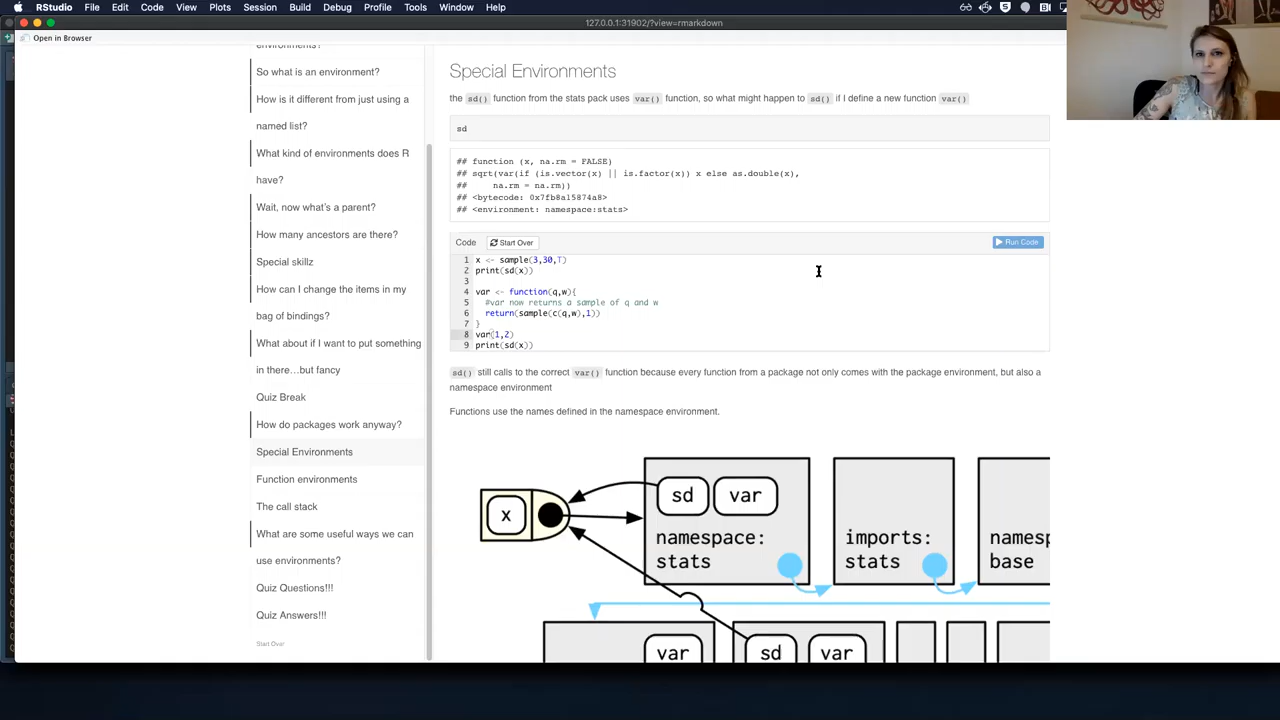 RStudio File Edit Code View Plots Session Build Debug Profile Tools Window Help
127.0.0.1:31902/?view=rmarkdown
Open in Browser
environments?
So what is an environment?
How is it different from just using a
named list?
What kind of environments does R
have?
Wait, now what's a parent?
How many ancestors are there?
Special skillz
How can I change the items in my
bag of bindings?
What about if I want to put something
in there...but fancy
Quiz Break
How do packages work anyway?
Special Environments
Function environments
The call stack
What are some useful ways we can
use environments?
Quiz Questions!!!
Quiz Answers!!!
Start Over
Special Environments
the sd() function from the stats pack uses var() function, so what might happen to sd() if I define a new function var()
sd
## function (x, na.rm = FALSE)
## sqrt(var(if (is.vector(x) || is.factor(x)) x else as.double(x),
##     na.rm = na.rm))
## <bytecode: 0x7fb8a15874a8>
## <environment: namespace:stats>
Code Start Over Run Code
1 x <- sample(3,30,T)
2 print(sd(x))
3
4 var <- function(q,w){
5   #var now returns a sample of q and w
6   return(sample(c(q,w),1))
7 }
8 var(1,2)
9 print(sd(x))
sd() still calls to the correct var() function because every function from a package not only comes with the package environment, but also a
namespace environment
Functions use the names defined in the namespace environment.
x
sd var
namespace:
stats
imports:
stats
namesp
base
var
sd var